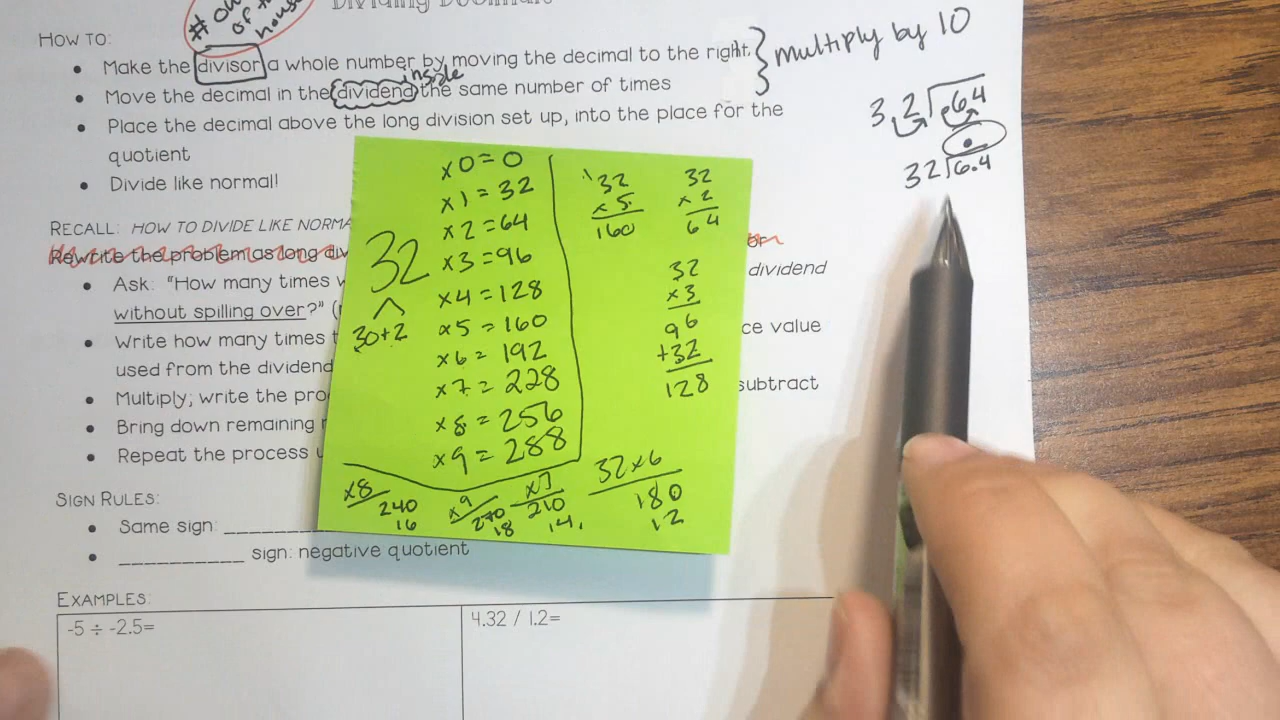 # ou
of t
house
Dividing Decimals
HOW TO:
• Make the divisor a whole number by moving the decimal to the right.
inside
• Move the decimal in the dividend the same number of times
• Place the decimal above the long division set up, into the place for the
quotient
• Divide like normal!
multiply by 10
3.2 .64
32 6.4
RECALL: HOW TO DIVIDE LIKE NORMA
Rewrite the problem as long div
or
• Ask: "How many times
dividend
without spilling over?" (
• Write how many times
ce value
used from the dividend
• Multiply; write the pro
subtract
• Bring down remaining
• Repeat the process
32
30+2
x0=0
x1=32
x2=64
x3=96
x4=128
x5=160
x6=192
x7=228
x8=256
x9=288
1
32
x5
160
32
x2
64
32
x3
96
+32
128
x8
240
16
x9
270
18
x7
210
14
32x6
180
12
SIGN RULES:
• Same sign: __________
• __________ sign: negative quotient
EXAMPLES:
-5 ÷ -2.5=
4.32 / 1.2=